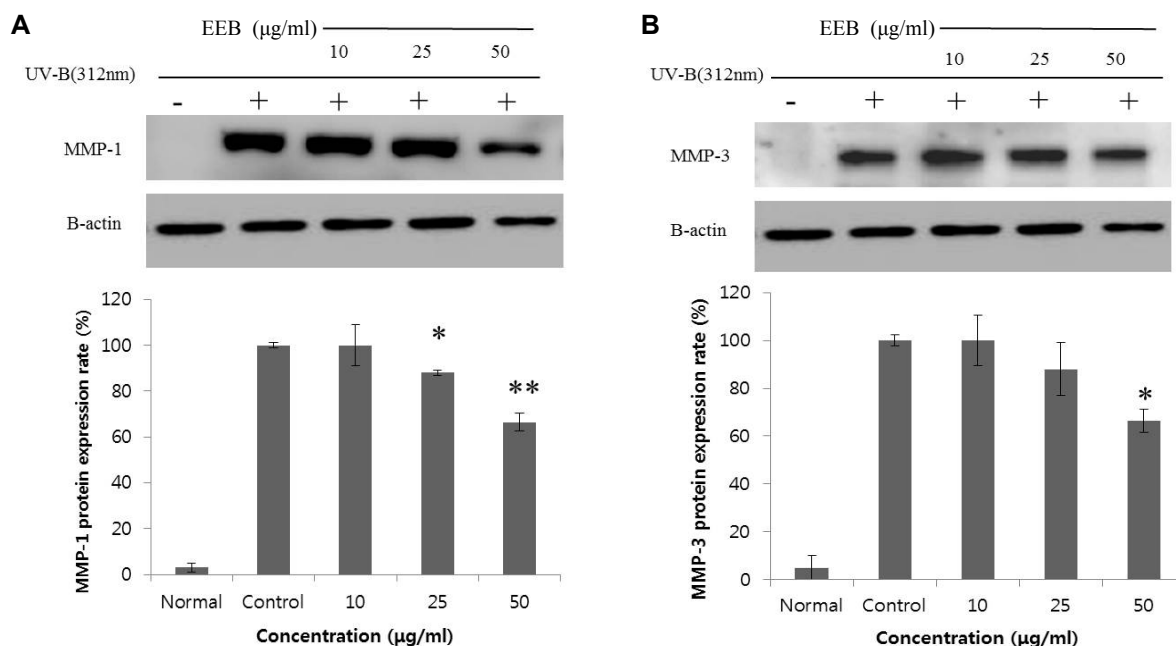 A
EEB (μg/ml)
10 25 50
UV-B(312nm)
- + + + +
MMP-1
B-actin
MMP-1 protein expression rate (%)
120
100
80
60
40
20
0
*
**
Normal Control 10 25 50
Concentration (μg/ml)
B
EEB (μg/ml)
10 25 50
UV-B(312nm)
- + + + +
MMP-3
B-actin
MMP-3 protein expression rate (%)
120
100
80
60
40
20
0
*
Normal Control 10 25 50
Concentration (μg/ml)